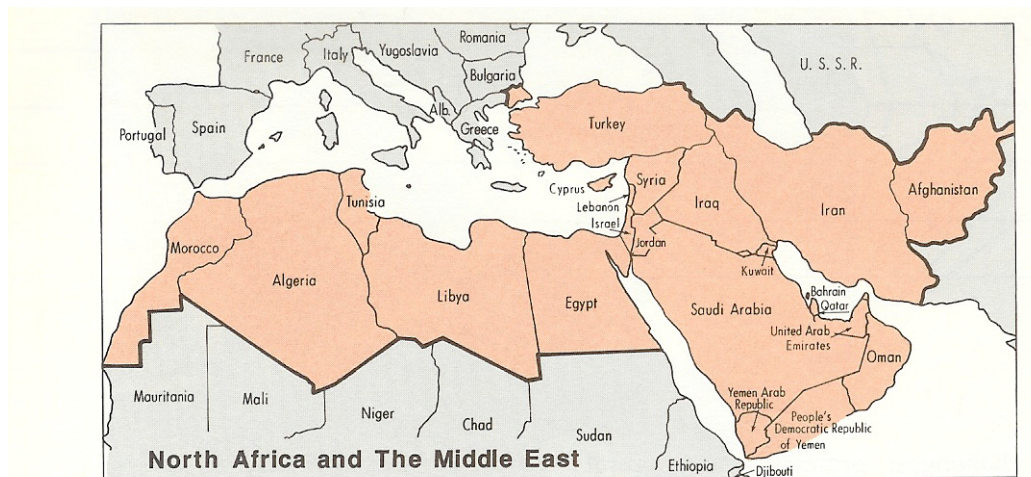 Romania
France
Italy
Yugoslavia
U. S. S. R.
Bulgaria
Alb.
Portugal
Spain
Greece
Turkey
Cyprus
Syria
Afghanistan
Tunisia
Lebanon
Iraq
Iran
Israel
Morocco
Jordan
Kuwait
Algeria
Libya
Egypt
Saudi Arabia
Bahrain
Qatar
United Arab
Emirates
Oman
Mauritania
Mali
Niger
Chad
Sudan
Yemen Arab
Republic
People's
Democratic Republic
of Yemen
North Africa and The Middle East
Ethiopia
Djibouti